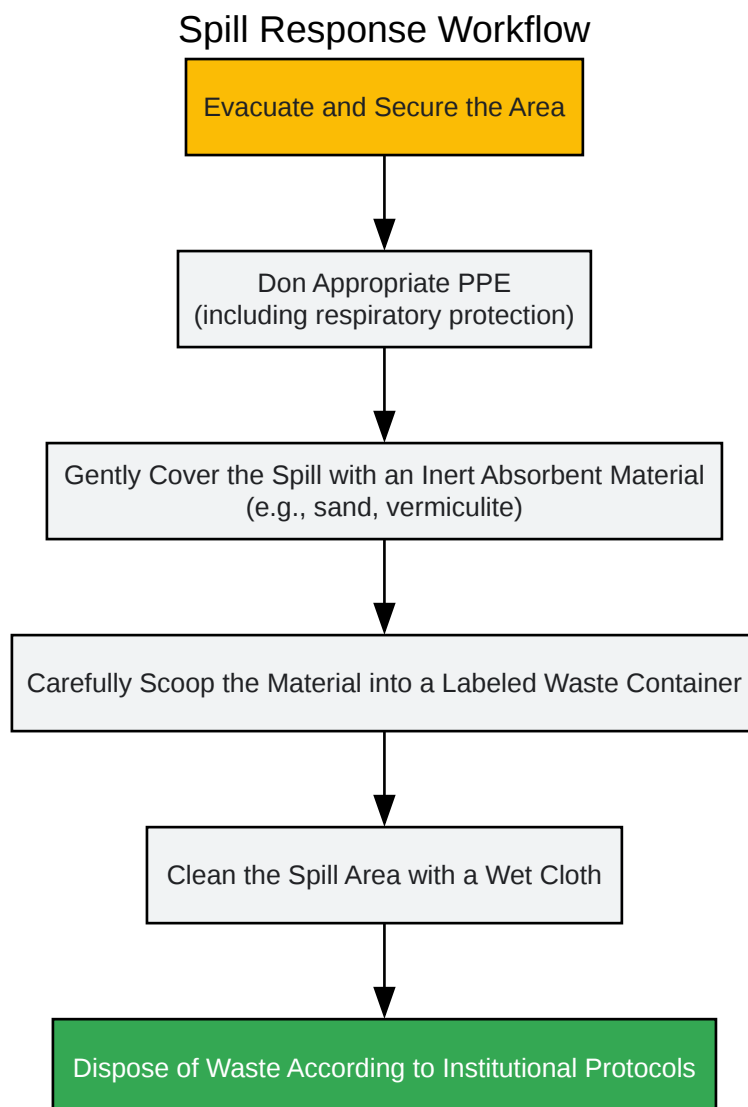 Spill Response Workflow
Evacuate and Secure the Area
Don Appropriate PPE
(including respiratory protection)
Gently Cover the Spill with an Inert Absorbent Material
(e.g., sand, vermiculite)
Carefully Scoop the Material into a Labeled Waste Container
Clean the Spill Area with a Wet Cloth
Dispose of Waste According to Institutional Protocols